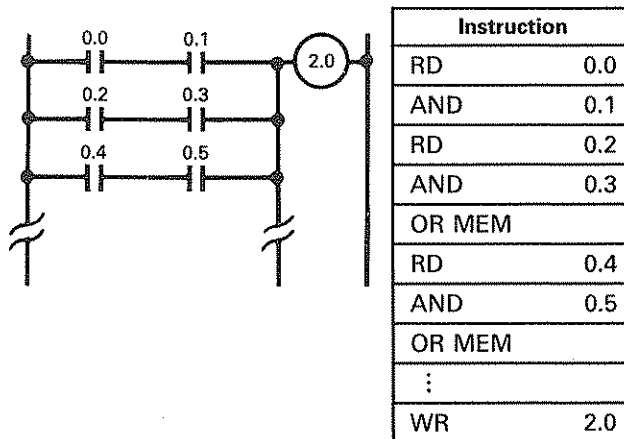 0.0 0.1
2.0
0.2 0.3
0.4 0.5
Instruction
RD 0.0
AND 0.1
RD 0.2
AND 0.3
OR MEM
RD 0.4
AND 0.5
OR MEM
⋮
WR 2.0